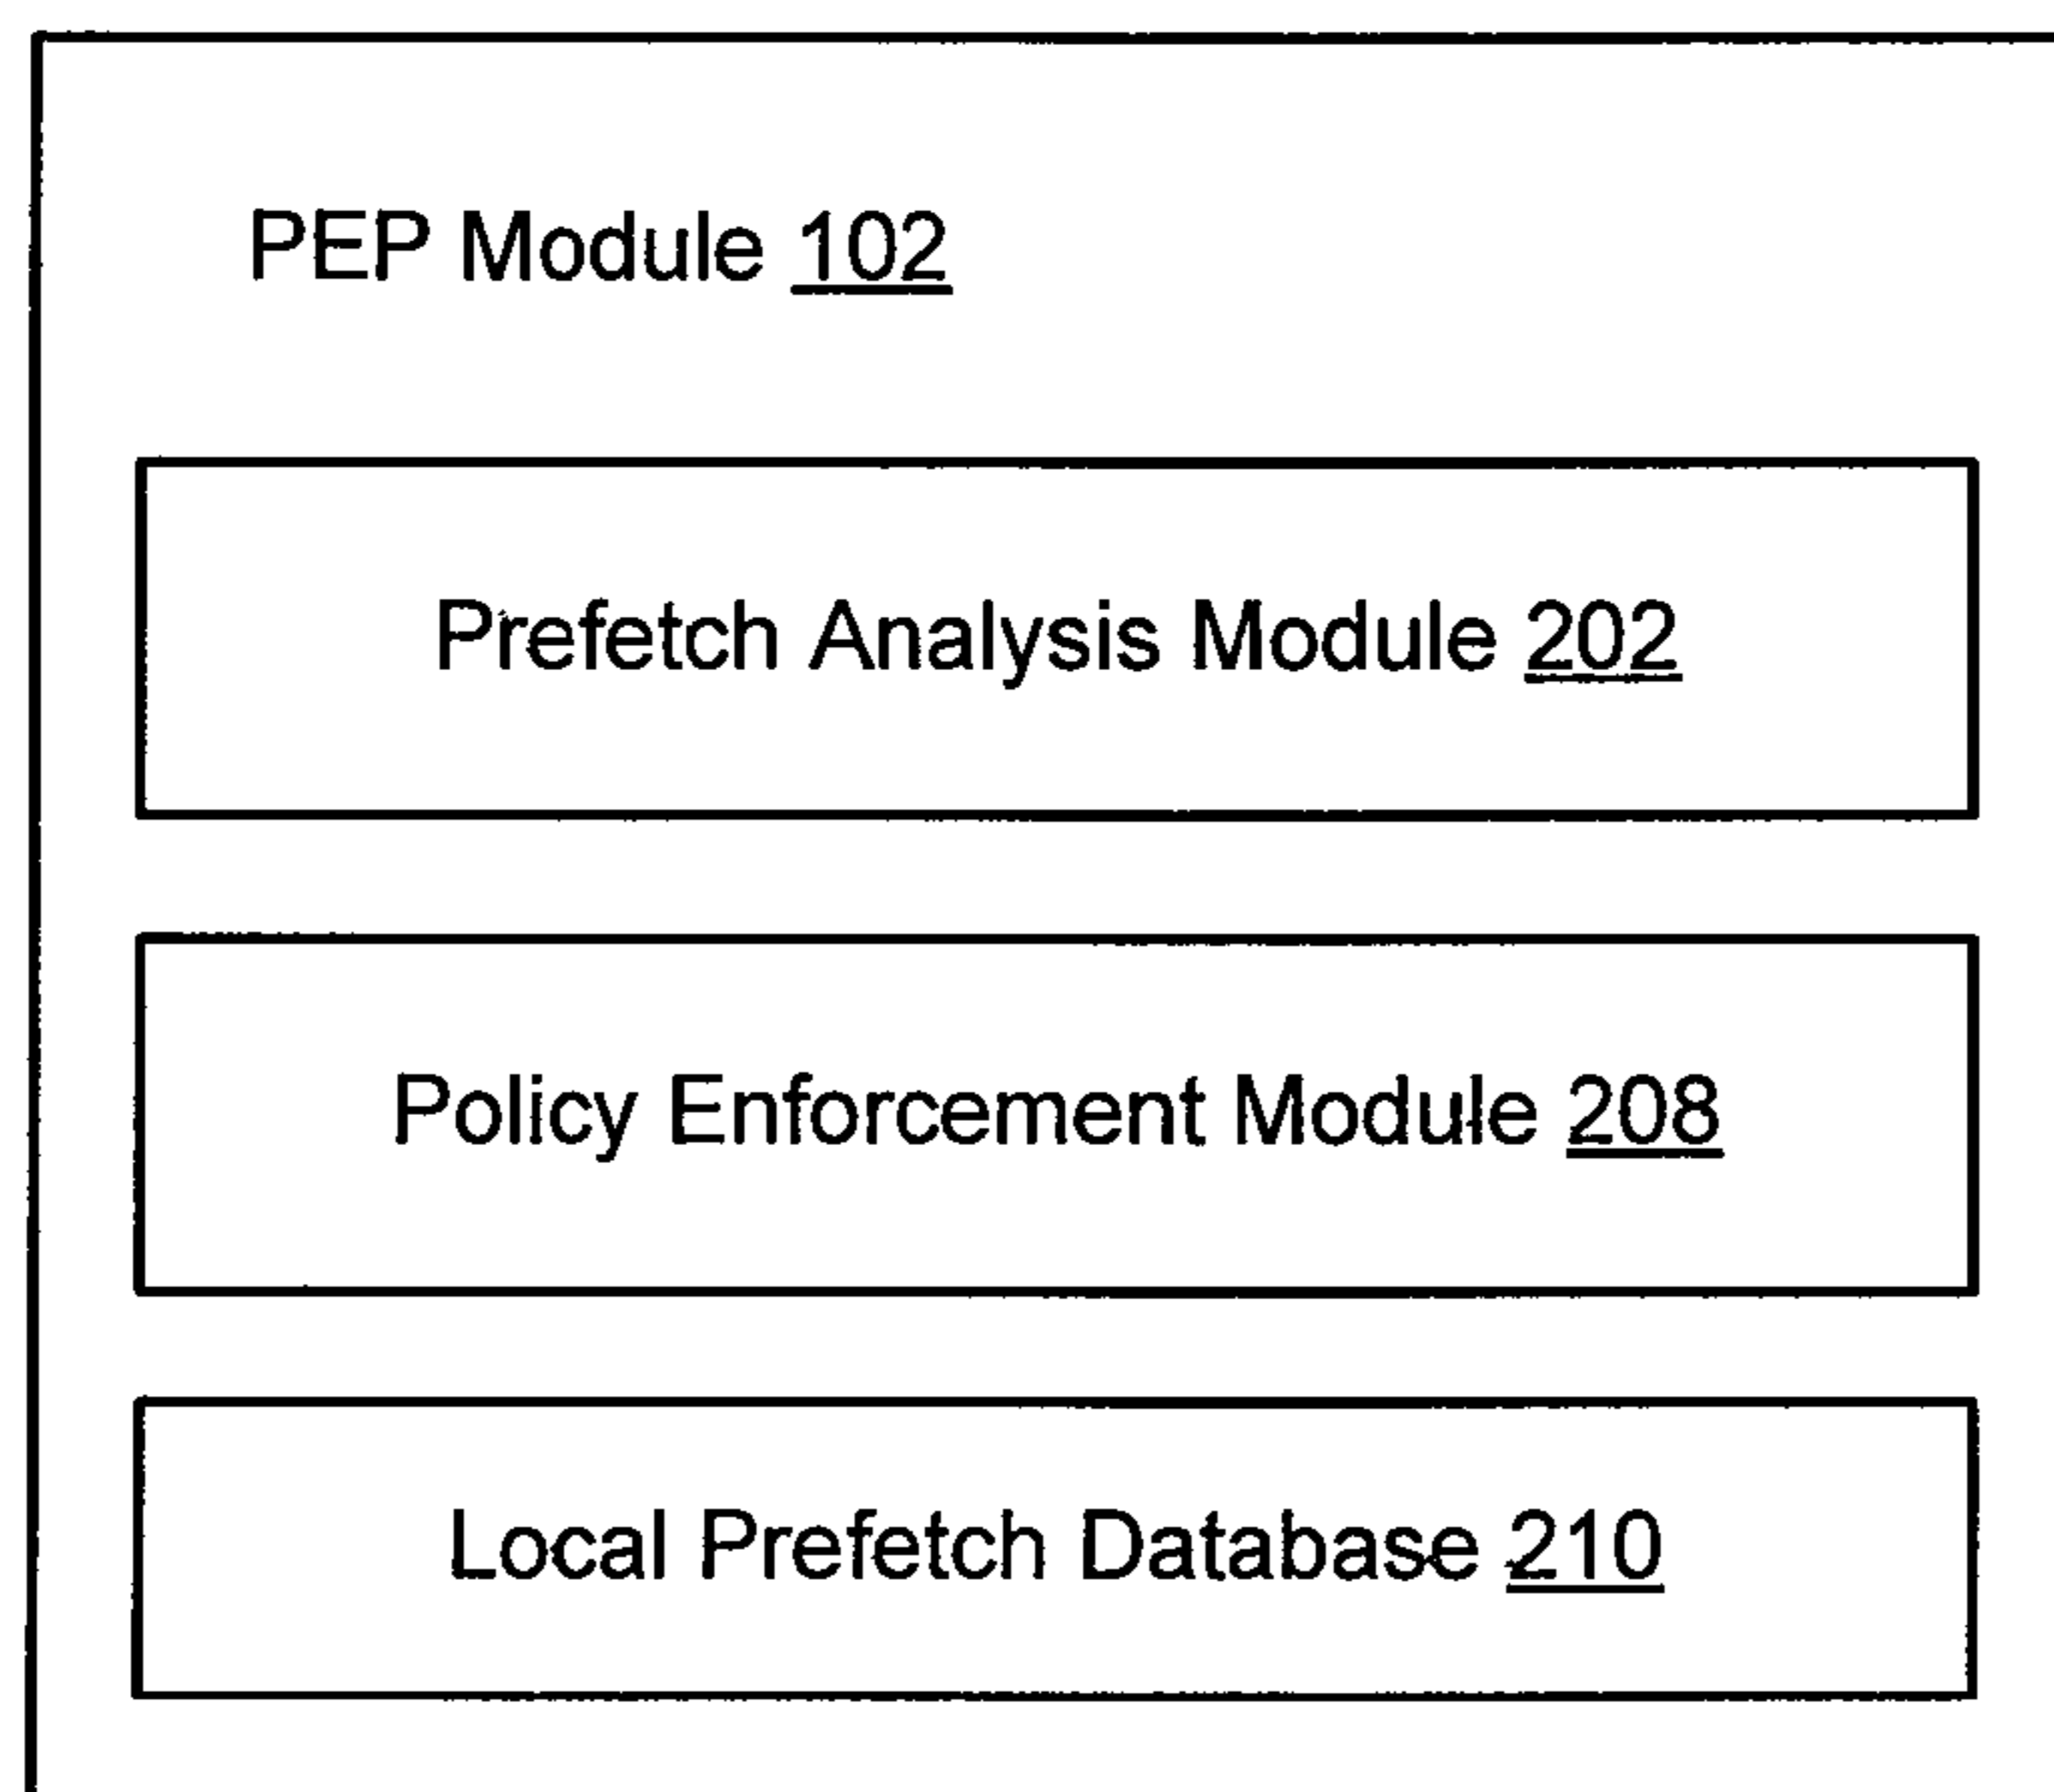 PEP Module 102
Prefetch Analysis Module 202
Policy Enforcement Module 208
Local Prefetch Database 210